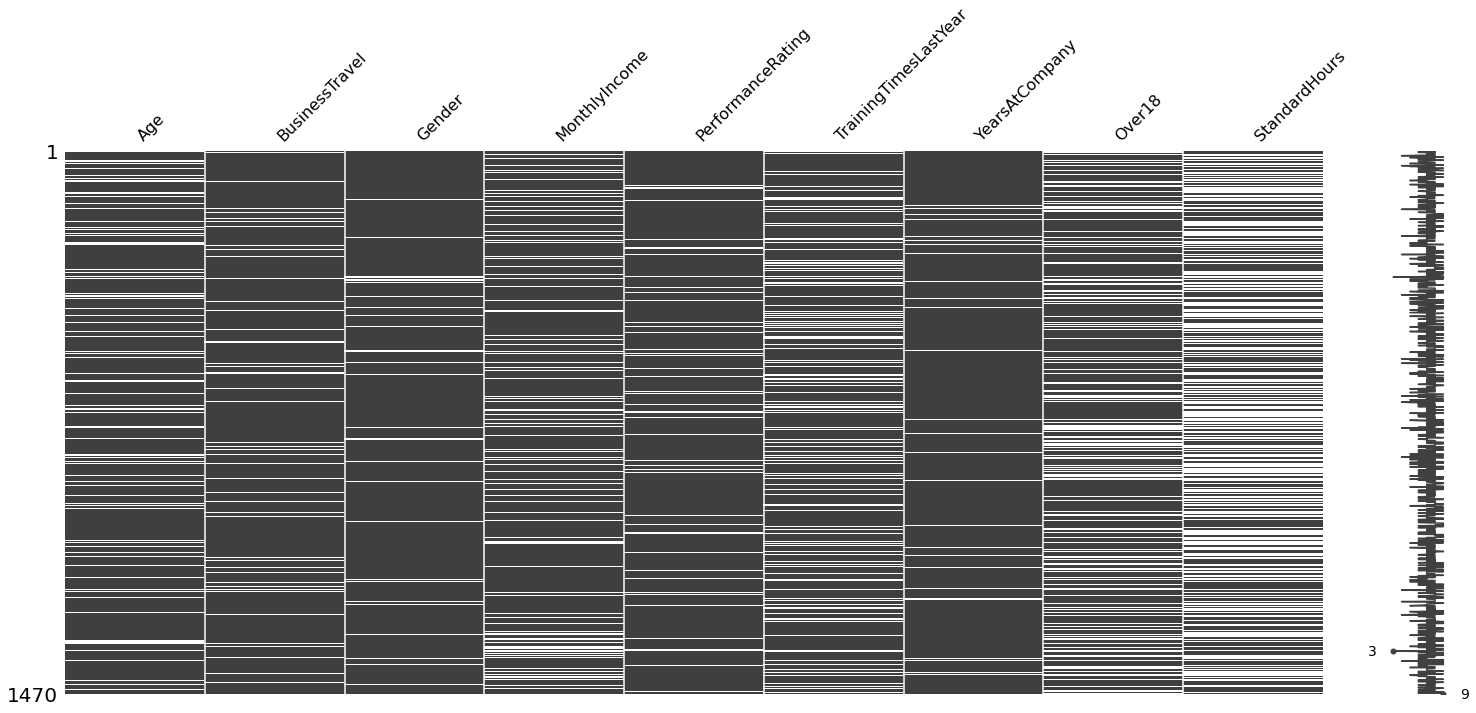 Age
BusinessTravel
Gender
MonthlyIncome
PerformanceRating
TrainingTimesLastYear
YearsAtCompany
Over18
StandardHours
1
3
1470
9